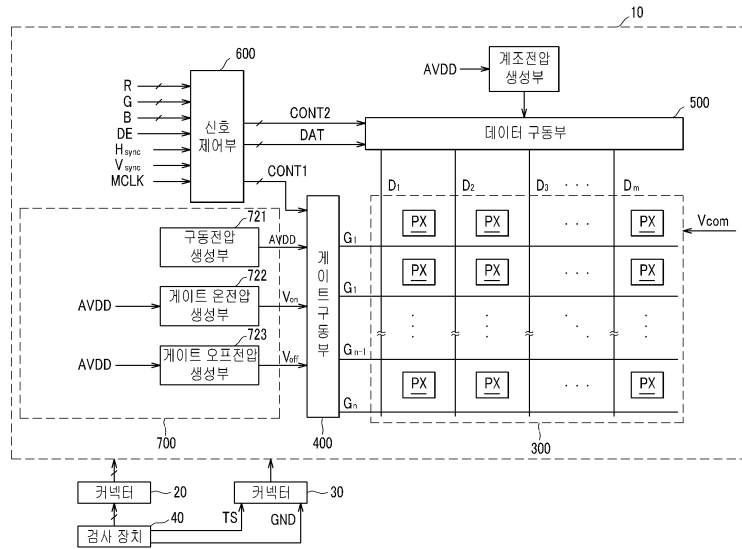 10
600
R
G
B
DE
Hsync
Vsync
MCLK
신호
제어부
CONT2
DAT
CONT1
AVDD
계조전압
생성부
500
데이터 구동부
D1
D2
D3
· · ·
Dm
721
구동전압
생성부
AVDD
722
AVDD
게이트 온전압
생성부
Von
723
AVDD
게이트 오프전압
생성부
Voff
700
게이트 구동부
400
G1
G1
Gn-1
Gn
PX
PX
· · ·
PX
PX
PX
· · ·
PX
PX
PX
· · ·
PX
Vcom
300
커넥터
20
커넥터
30
검사 장치
40
TS
GND